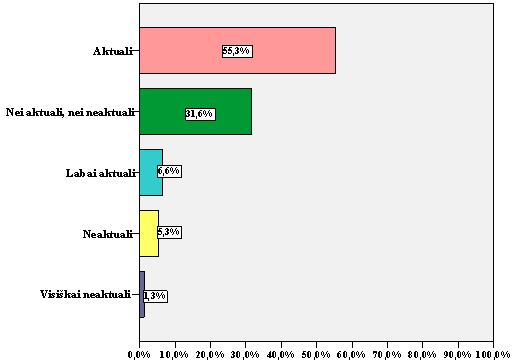 Aktuali
55,3%
Nei aktuali, nei neaktuali
31,6%
Labai aktuali
6,6%
Neaktuali
5,3%
Visiškai neaktuali
1,3%
0,0% 10,0% 20,0% 30,0% 40,0% 50,0% 60,0% 70,0% 80,0% 90,0% 100,0%